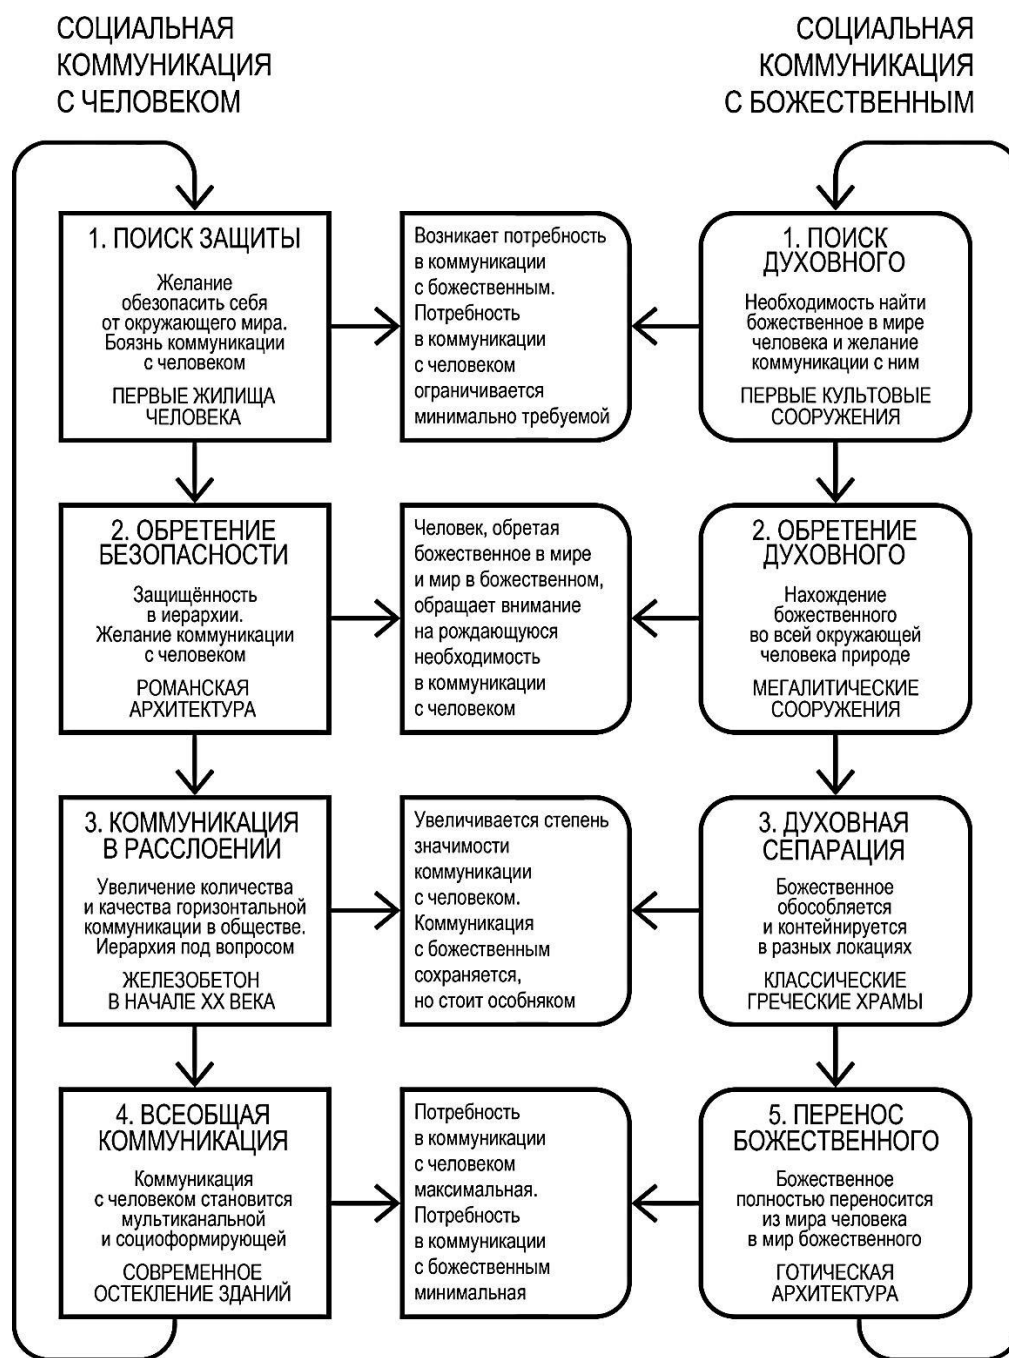 СОЦИАЛЬНАЯ
КОММУНИКАЦИЯ
С ЧЕЛОВЕКОМ
СОЦИАЛЬНАЯ
КОММУНИКАЦИЯ
С БОЖЕСТВЕННЫМ
1. ПОИСК ЗАЩИТЫ
Желание
обезопасить себя
от окружающего мира.
Боязнь коммуникации
с человеком
ПЕРВЫЕ ЖИЛИЩА
ЧЕЛОВЕКА
Возникает потребность
в коммуникации
с божественным.
Потребность
в коммуникации
с человеком
ограничивается
минимально требуемой
1. ПОИСК
ДУХОВНОГО
Необходимость найти
божественное в мире
человека и желание
коммуникации с ним
ПЕРВЫЕ КУЛЬТОВЫЕ
СООРУЖЕНИЯ
2. ОБРЕТЕНИЕ
БЕЗОПАСНОСТИ
Защищённость
в иерархии.
Желание коммуникации
с человеком
РОМАНСКАЯ
АРХИТЕКТУРА
Человек, обретая
божественное в мире
и мир в божественном,
обращает внимание
на рождающуюся
необходимость
в коммуникации
с человеком
2. ОБРЕТЕНИЕ
ДУХОВНОГО
Нахождение
божественного
во всей окружающей
человека природе
МЕГАЛИТИЧЕСКИЕ
СООРУЖЕНИЯ
3. КОММУНИКАЦИЯ
В РАССЛОЕНИИ
Увеличение количества
и качества горизонтальной
коммуникации в обществе.
Иерархия под вопросом
ЖЕЛЕЗОБЕТОН
В НАЧАЛЕ XX ВЕКА
Увеличивается степень
значимости
коммуникации
с человеком.
Коммуникация
с божественным
сохраняется,
но стоит особняком
3. ДУХОВНАЯ
СЕПАРАЦИЯ
Божественное
обособляется
и контейнируется
в разных локациях
КЛАССИЧЕСКИЕ
ГРЕЧЕСКИЕ ХРАМЫ
4. ВСЕОБЩАЯ
КОММУНИКАЦИЯ
Коммуникация
с человеком становится
мультиканальной
и социоформирующей
СОВРЕМЕННОЕ
ОСТЕКЛЕНИЕ ЗДАНИЙ
Потребность
в коммуникации
с человеком
максимальная.
Потребность
в коммуникации
с божественным
минимальная
5. ПЕРЕНОС
БОЖЕСТВЕННОГО
Божественное
полностью переносится
из мира человека
в мир божественного
ГОТИЧЕСКАЯ
АРХИТЕКТУРА